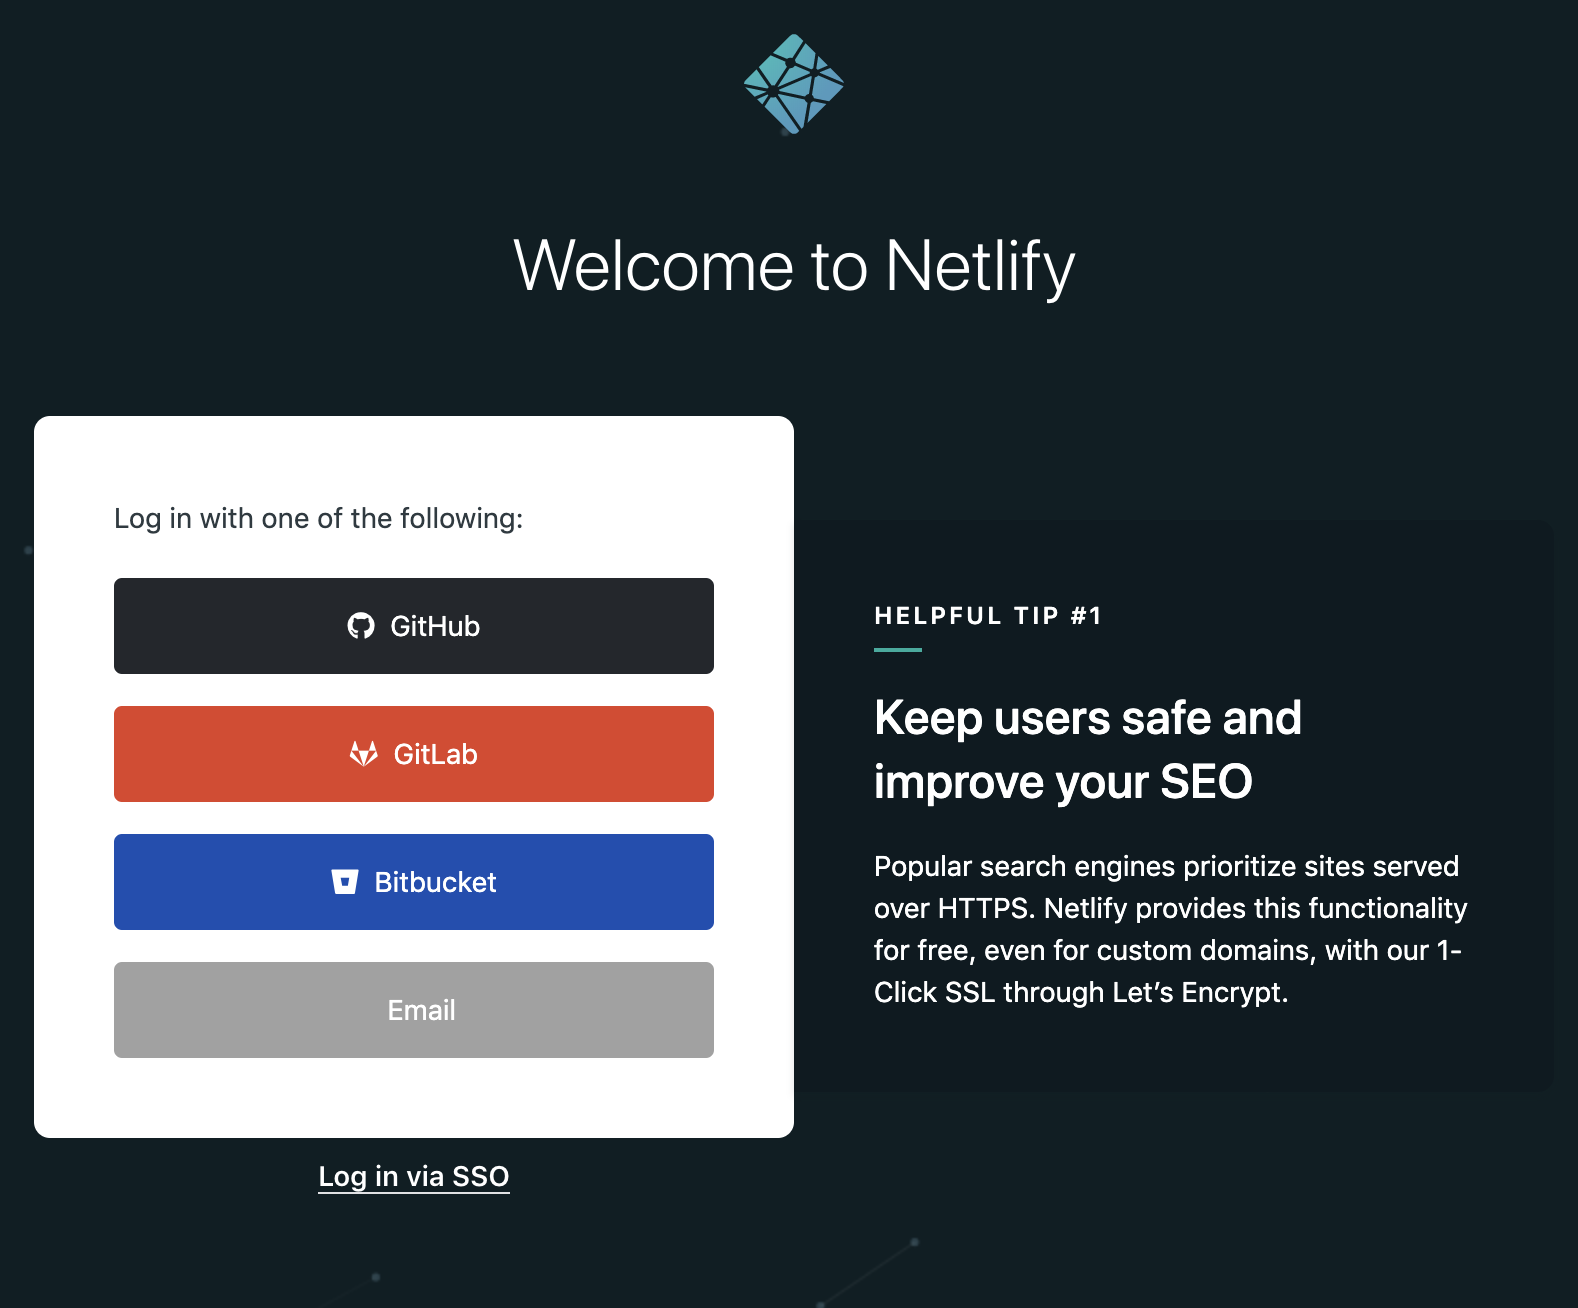 Welcome to Netlify
Log in with one of the following:
GitHub
GitLab
Bitbucket
Email
Log in via SSO
HELPFUL TIP #1
Keep users safe and
improve your SEO
Popular search engines prioritize sites served
over HTTPS. Netlify provides this functionality
for free, even for custom domains, with our 1-
Click SSL through Let’s Encrypt.